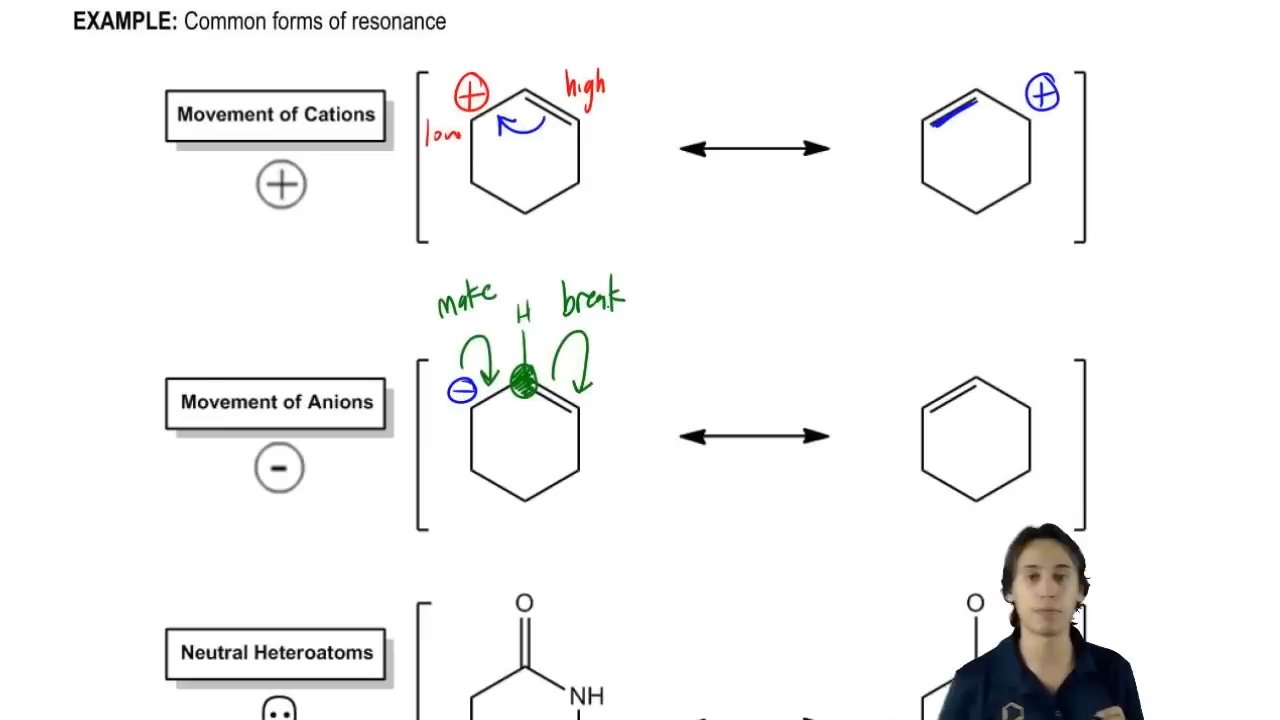 EXAMPLE: Common forms of resonance
+ high +
Movement of Cations
low
+
make H break
−
Movement of Anions
-
O O
Neutral Heteroatoms
NH